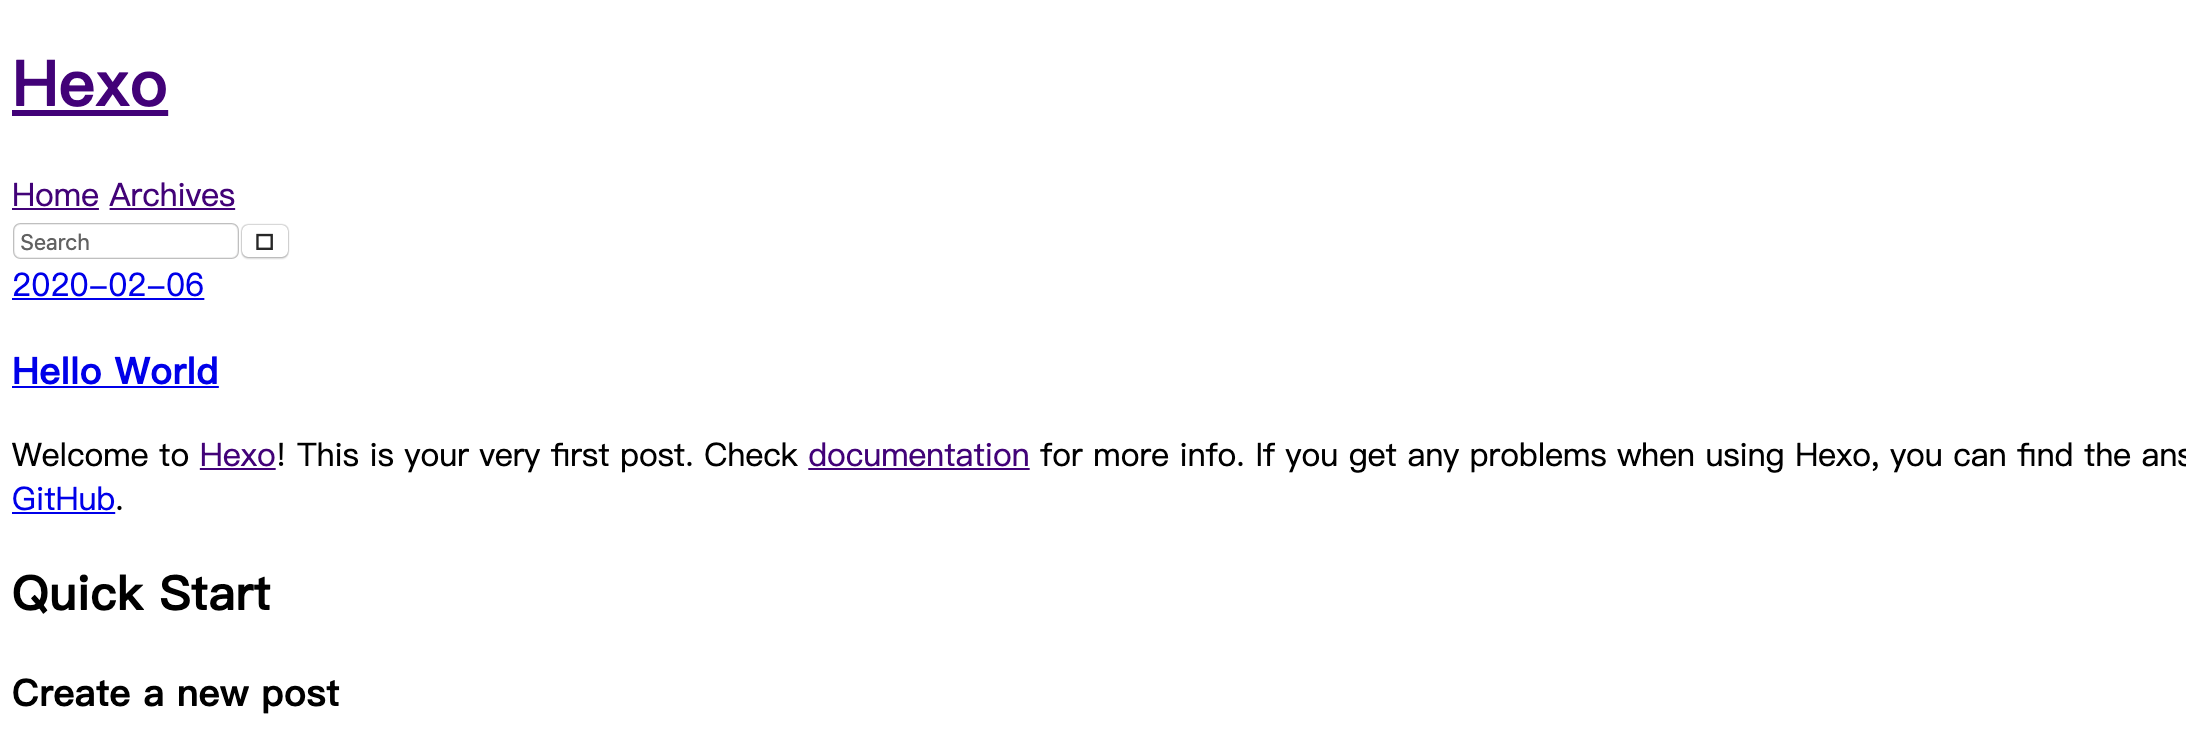 Hexo
Home Archives
Search
2020-02-06
Hello World
Welcome to Hexo! This is your very first post. Check documentation for more info. If you get any problems when using Hexo, you can find the
GitHub.
Quick Start
Create a new post